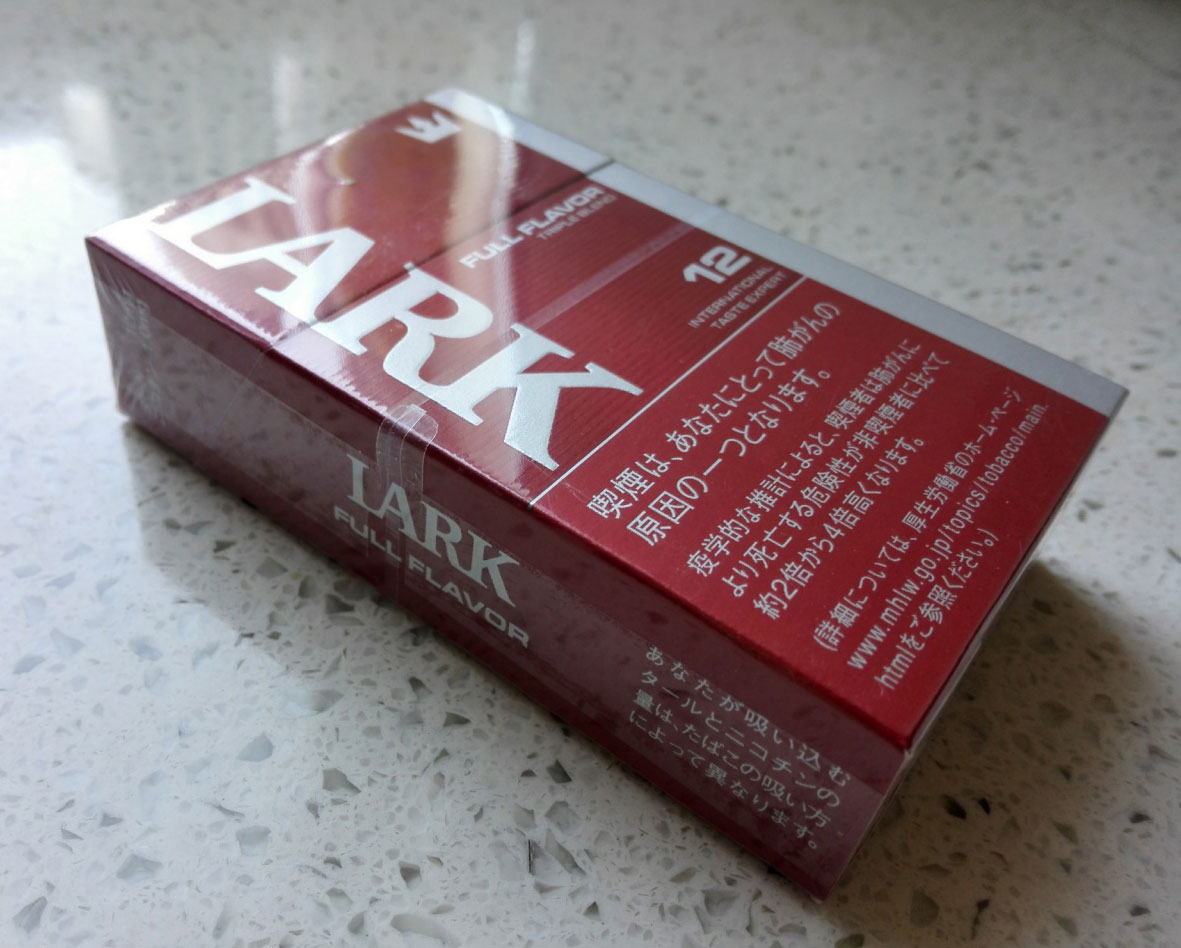 LARK
FULL FLAVOR
TRIPLE BLEND
12
INTERNATIONAL
TASTE EXPERT
喫煙は、あなたにとって肺がんの
原因の一つとなります。
疫学的な推計によると、喫煙者は肺がんに
より死亡する危険性が非喫煙者に比べて
約2倍から4倍高くなります。
(詳細については、厚生労働省のホーム・ページ
www.mhlw.go.jp/topics/tobacco/main.
htmlをご参照ください。)
LARK
FULL FLAVOR
あなたが吸い込む
タールとニコチンの
量は、たばこの吸い方
によって異なります。